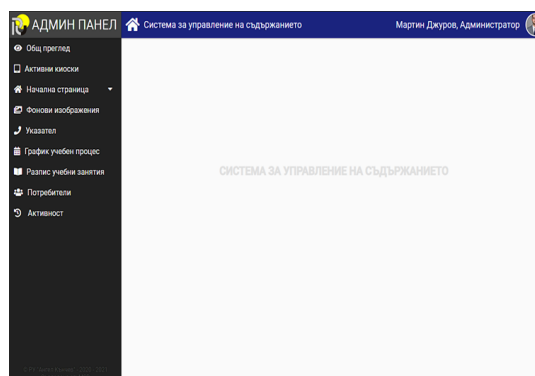 АДМИН ПАНЕЛ
Система за управление на съдържанието
Мартин Джуров, Администратор
Общ преглед
Активни киоски
Начална страница
Фонови изображения
Указател
График учебен процес
Разпис учебни занятия
Потребители
Активност
СИСТЕМА ЗА УПРАВЛЕНИЕ НА СЪДЪРЖАНИЕТО